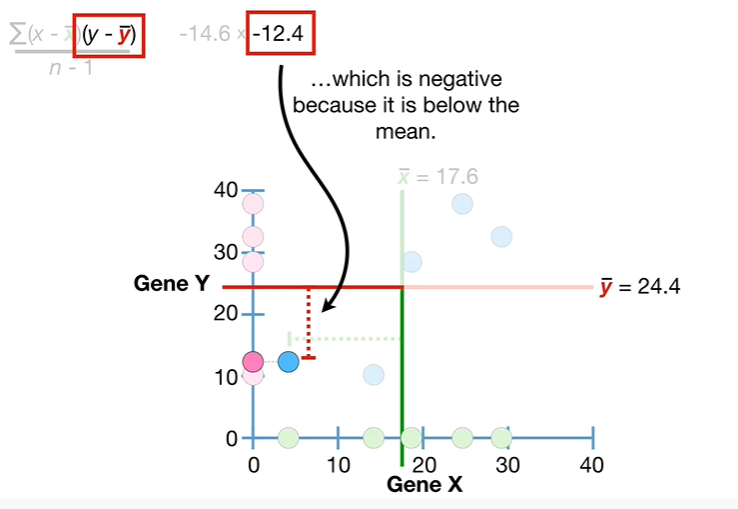 ∑(x - x̄)(y - ȳ)
n - 1
-14.6 × -12.4
...which is negative
because it is below the
mean.
x̄ = 17.6
40
30
Gene Y
ȳ = 24.4
20
10
0
0 10 20 30 40
Gene X